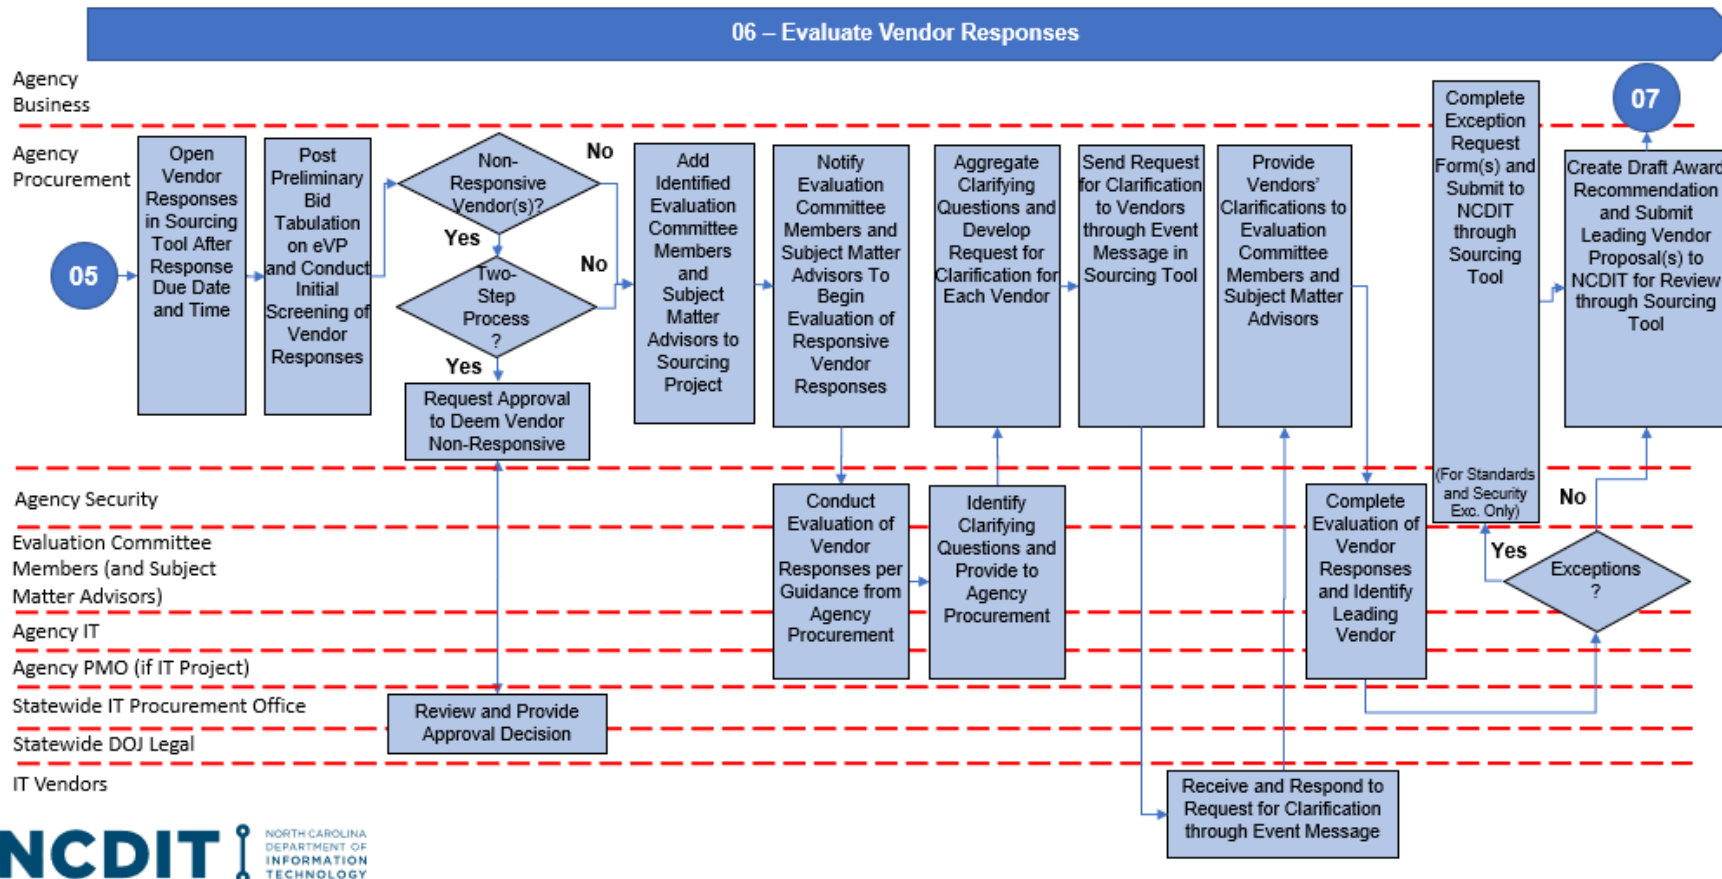 06 – Evaluate Vendor Responses
Agency
Business
07
Agency
Procurement
05
Open
Vendor
Responses
in Sourcing
Tool After
Response
Due Date
and Time
Post
Preliminary
Bid
Tabulation
on eVP
and Conduct
Initial
Screening of
Vendor
Responses
Non-
Responsive
Vendor(s)?
No
Yes
Two-
Step
Process
?
No
Yes
Request Approval
to Deem Vendor
Non-Responsive
Add
Identified
Evaluation
Committee
Members
and
Subject
Matter
Advisors to
Sourcing
Project
Notify
Evaluation
Committee
Members and
Subject Matter
Advisors To
Begin
Evaluation of
Responsive
Vendor
Responses
Aggregate
Clarifying
Questions and
Develop
Request for
Clarification for
Each Vendor
Send Request
for Clarification
to Vendors
through Event
Message in
Sourcing Tool
Provide
Vendors’
Clarifications to
Evaluation
Committee
Members and
Subject Matter
Advisors
Complete
Exception
Request
Form(s) and
Submit to
NCDIT
through
Sourcing
Tool
(For Standards
and Security
Exc. Only)
Create Draft Award
Recommendation
and Submit
Leading Vendor
Proposal(s) to
NCDIT for Review
through Sourcing
Tool
Agency Security
Evaluation Committee
Members (and Subject
Matter Advisors)
Agency IT
Agency PMO (if IT Project)
Conduct
Evaluation of
Vendor
Responses per
Guidance from
Agency
Procurement
Identify
Clarifying
Questions and
Provide to
Agency
Procurement
Complete
Evaluation of
Vendor
Responses
and Identify
Leading
Vendor
No
Yes
Exceptions
?
Statewide IT Procurement Office
Statewide DOJ Legal
Review and Provide
Approval Decision
IT Vendors
Receive and Respond to
Request for Clarification
through Event Message
NCDIT
NORTH CAROLINA
DEPARTMENT OF
INFORMATION
TECHNOLOGY